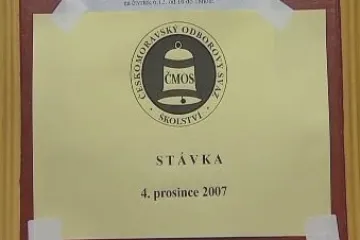 ČESKOMORAVSKÝ ODBOROVÝ SVAZ
ČMOS
ŠKOLSTVÍ
STÁVKA
4. prosince 2007